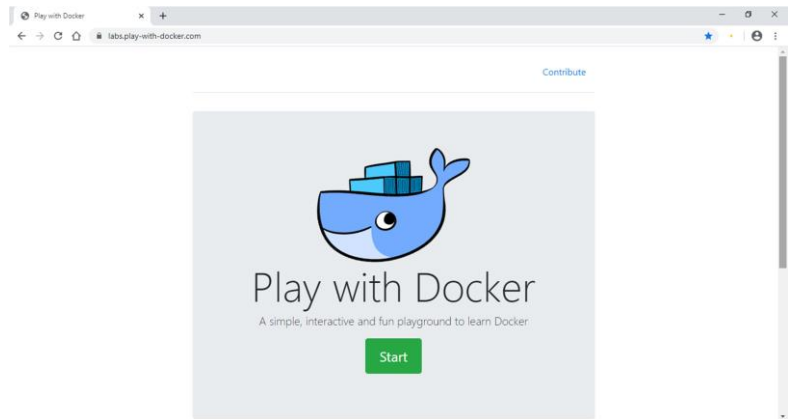 Play with Docker
labs.play-with-docker.com
Contribute
Play with Docker
A simple, interactive and fun playground to learn Docker
Start